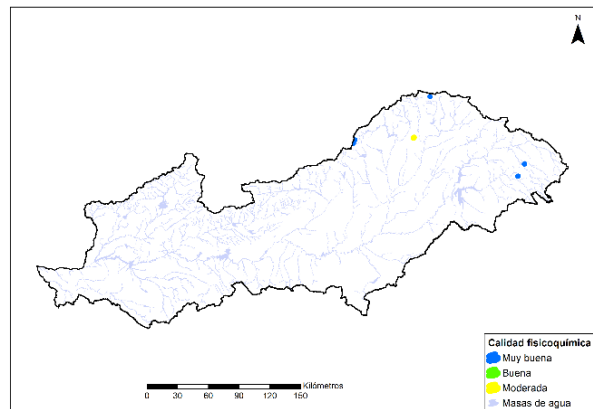 N
Calidad fisicoquímica
Muy buena
Buena
Moderada
Masas de agua
Kilómetros
0 30 60 90 120 150